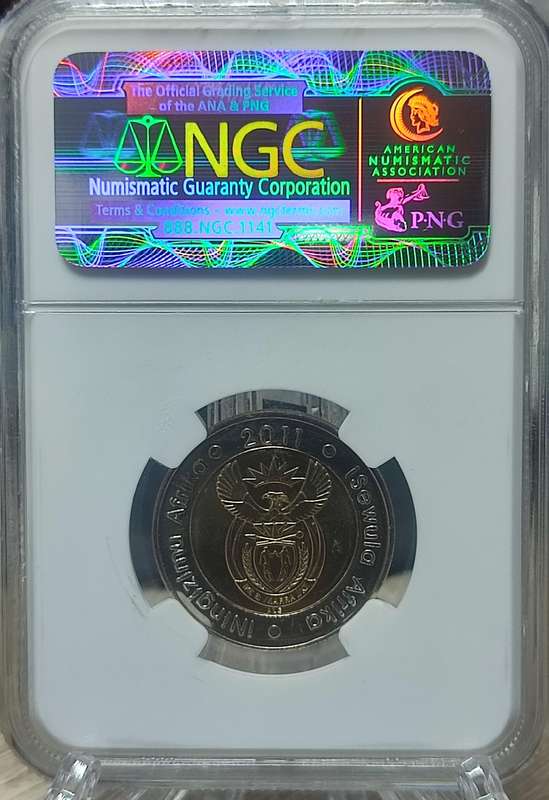 The Official Grading Service
of the ANA & PNG
NGC
Numismatic Guaranty Corporation
Terms & Conditions - www.ngcterms.com
888.NGC.1141
AMERICAN
NUMISMATIC
ASSOCIATION
P·N·G
2011
Isewula Afrika
iNingizimu Afrika